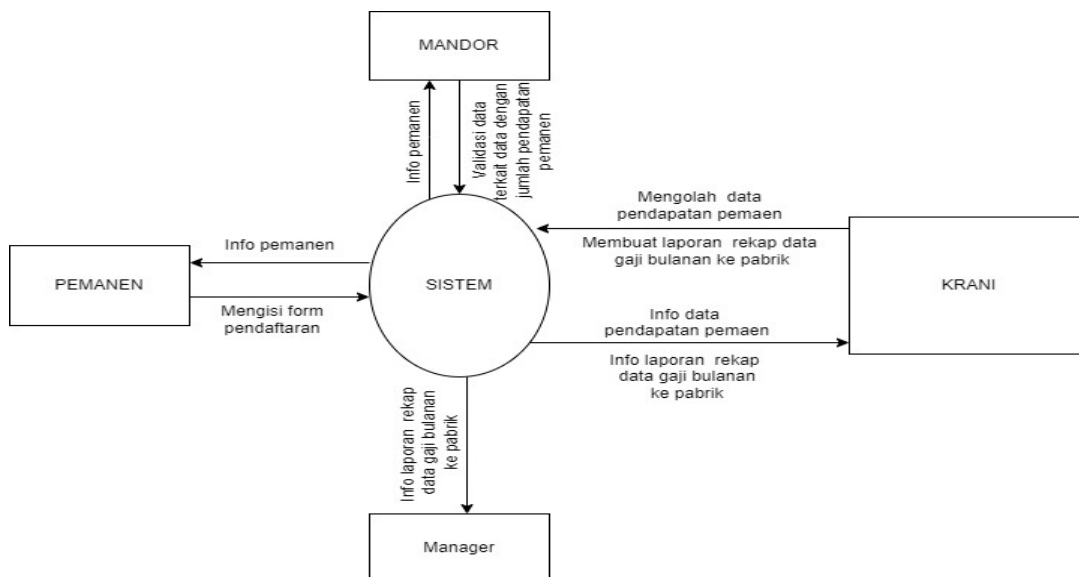 MANDOR
Info pemanen
Validasi data
terkait data dengan
jumlah pendapatan
pemanen
Mengolah data
pendapatan pemaen
Membuat laporan rekap data
gaji bulanan ke pabrik
Info pemanen
PEMANEN
SISTEM
KRANI
Mengisi form
pendaftaran
Info data
pendapatan pemaen
Info laporan rekap
data gaji bulanan
ke pabrik
Info laporan rekap
data gaji bulanan
ke pabrik
Manager